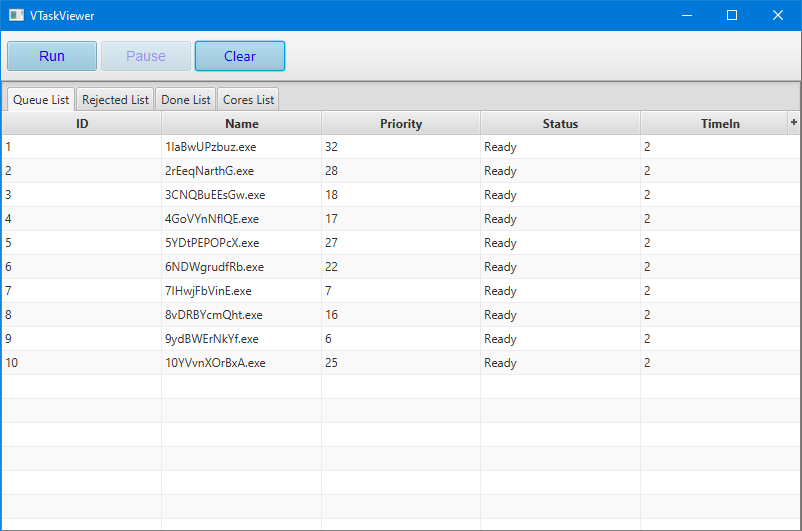 VTaskViewer
Run Pause Clear
Queue List Rejected List Done List Cores List
ID Name Priority Status TimeIn +
1 1IaBwUPzbuz.exe 32 Ready 2
2 2rEeqNarthG.exe 28 Ready 2
3 3CNQBuEEsGw.exe 18 Ready 2
4 4GoVYnNflQE.exe 17 Ready 2
5 5YDtPEPOPcX.exe 27 Ready 2
6 6NDWgrudfRb.exe 22 Ready 2
7 7IHwjFbVinE.exe 7 Ready 2
8 8vDRBYcmQht.exe 16 Ready 2
9 9ydBWErNkYf.exe 6 Ready 2
10 10YVvnXOrBxA.exe 25 Ready 2